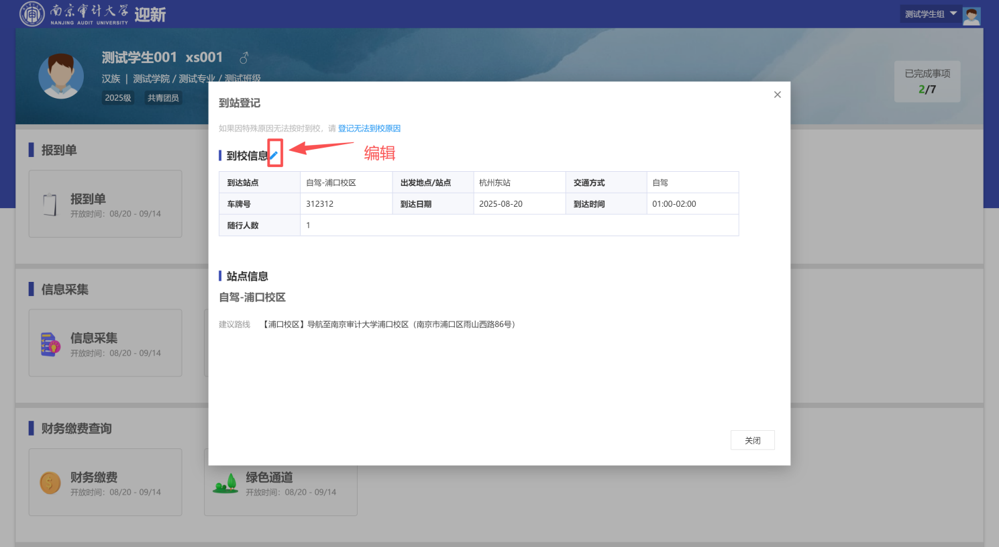 南京审计大学 迎新
NANJING AUDIT UNIVERSITY
测试学生组
测试学生001 xs001
汉族 | 测试学院 / 测试专业 / 测试班级
2025级 共青团员
已完成事项
2/7
到站登记
如果因特殊原因无法按时到校，请 登记无法到校原因
到校信息
编辑
到达站点 自驾-浦口校区 出发地点/站点 杭州东站 交通方式 自驾
车牌号 312312 到达日期 2025-08-20 到达时间 01:00-02:00
随行人数 1
站点信息
自驾-浦口校区
建议路线 【浦口校区】导航至南京审计大学浦口校区（南京市浦口区雨山西路86号）
关闭
报到单
报到单
开放时间：08/20 - 09/14
信息采集
信息采集
开放时间：08/20 - 09/14
财务缴费查询
财务缴费
开放时间：08/20 - 09/14
绿色通道
开放时间：08/20 - 09/14